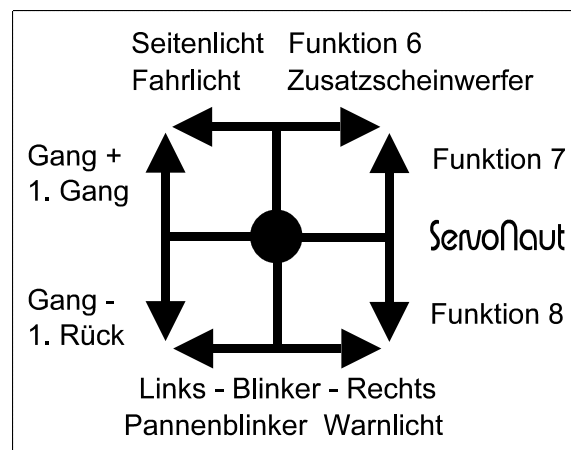 Seitenlicht Funktion 6
Fahrlicht Zusatzscheinwerfer
Gang +
1. Gang
Funktion 7
ServoNaut
Gang -
1. Rück
Funktion 8
Links - Blinker - Rechts
Pannenblinker Warnlicht